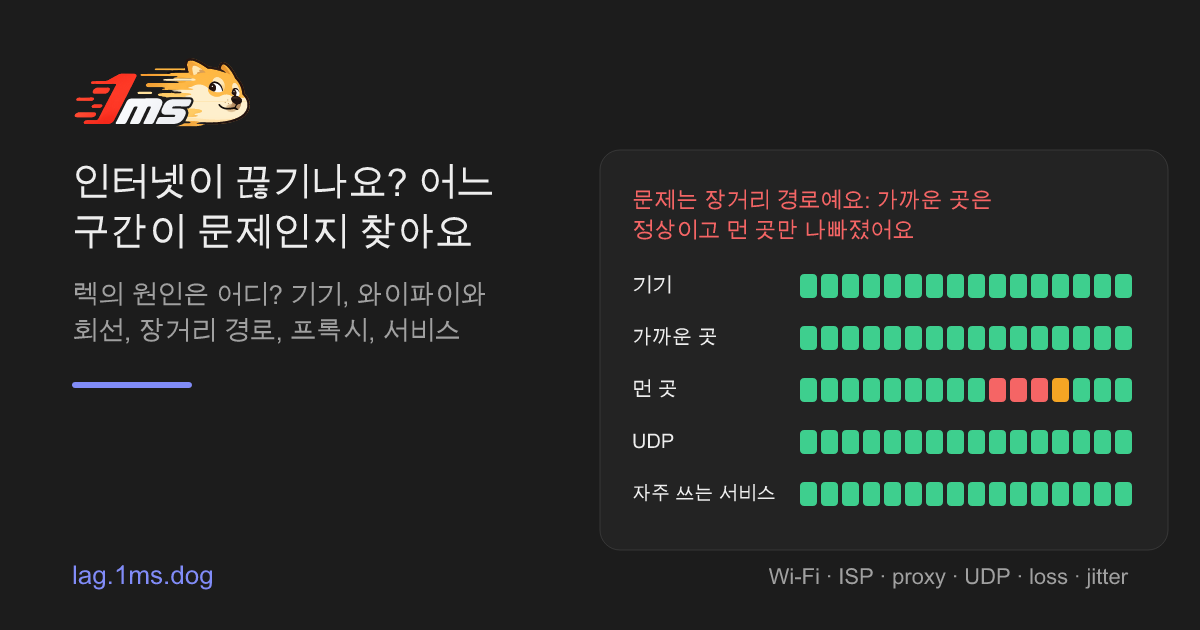 1ms
인터넷이 끊기나요? 어느
구간이 문제인지 찾아요
렉의 원인은 어디? 기기, 와이파이와
회선, 장거리 경로, 프록시, 서비스
문제는 장거리 경로예요: 가까운 곳은
정상이고 먼 곳만 나빠졌어요
기기
가까운 곳
먼 곳
UDP
자주 쓰는 서비스
lag.1ms.dog
Wi-Fi · ISP · proxy · UDP · loss · jitter